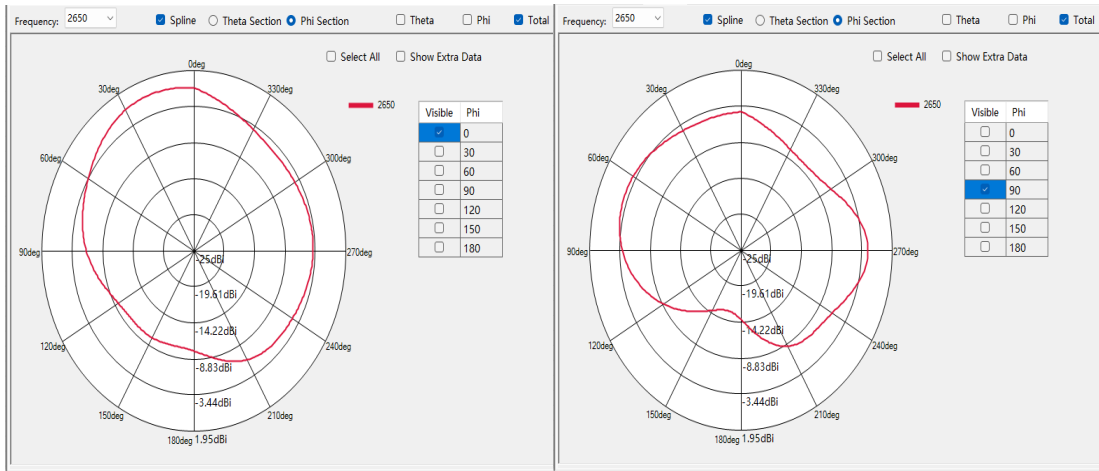 Frequency: 2650 Spline Theta Section Phi Section Theta Phi Total
Select All Show Extra Data
0deg
30deg
330deg
2650
60deg
300deg
90deg
270deg
120deg
240deg
150deg
210deg
180deg
-25dBi
-19.61dBi
-14.22dBi
-8.83dBi
-3.44dBi
1.95dBi
Visible Phi
0
30
60
90
120
150
180
Frequency: 2650 Spline Theta Section Phi Section Theta Phi Total
Select All Show Extra Data
0deg
30deg
330deg
2650
60deg
300deg
90deg
270deg
120deg
240deg
150deg
210deg
180deg
-25dBi
-19.61dBi
-14.22dBi
-8.83dBi
-3.44dBi
1.95dBi
Visible Phi
0
30
60
90
120
150
180